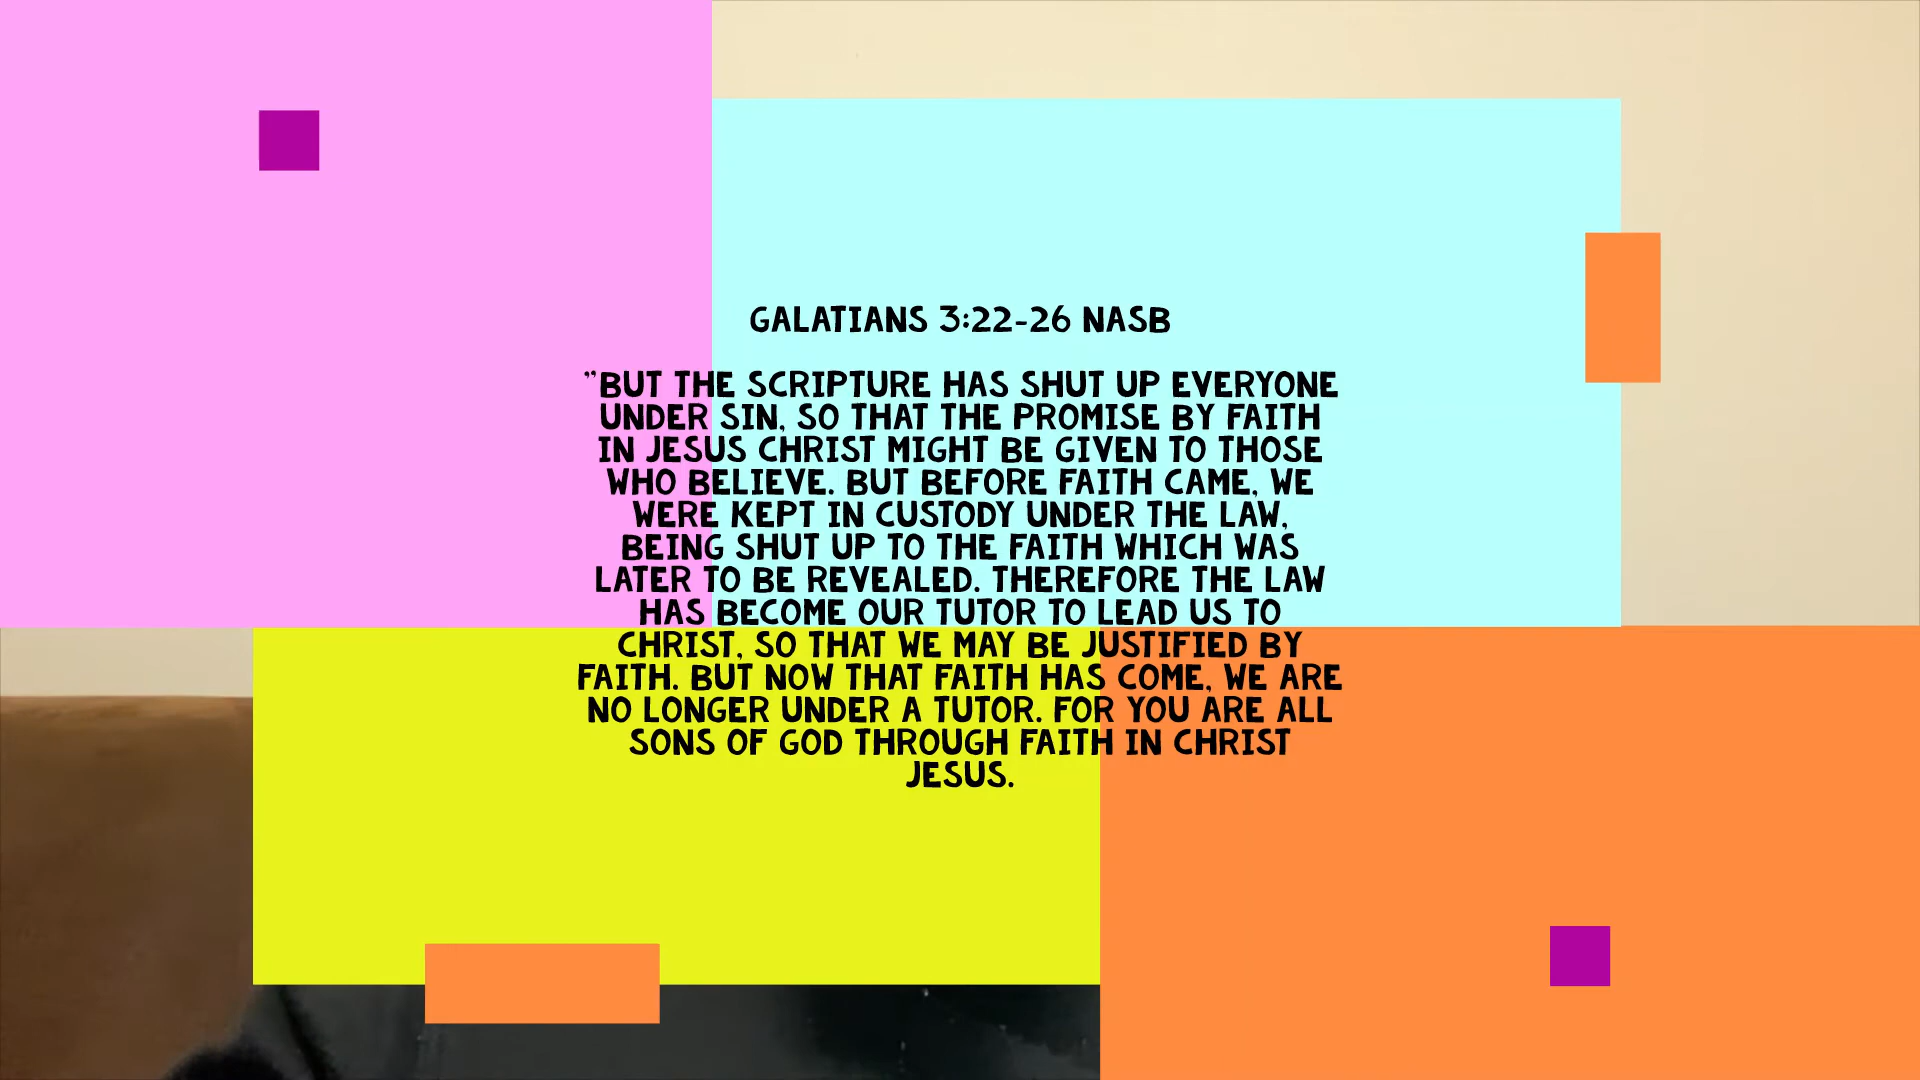 GALATIANS 3:22-26 NASB
"BUT THE SCRIPTURE HAS SHUT UP EVERYONE
UNDER SIN, SO THAT THE PROMISE BY FAITH
IN JESUS CHRIST MIGHT BE GIVEN TO THOSE
WHO BELIEVE. BUT BEFORE FAITH CAME, WE
WERE KEPT IN CUSTODY UNDER THE LAW,
BEING SHUT UP TO THE FAITH WHICH WAS
LATER TO BE REVEALED. THEREFORE THE LAW
HAS BECOME OUR TUTOR TO LEAD US TO
CHRIST, SO THAT WE MAY BE JUSTIFIED BY
FAITH. BUT NOW THAT FAITH HAS COME, WE ARE
NO LONGER UNDER A TUTOR. FOR YOU ARE ALL
SONS OF GOD THROUGH FAITH IN CHRIST
JESUS.